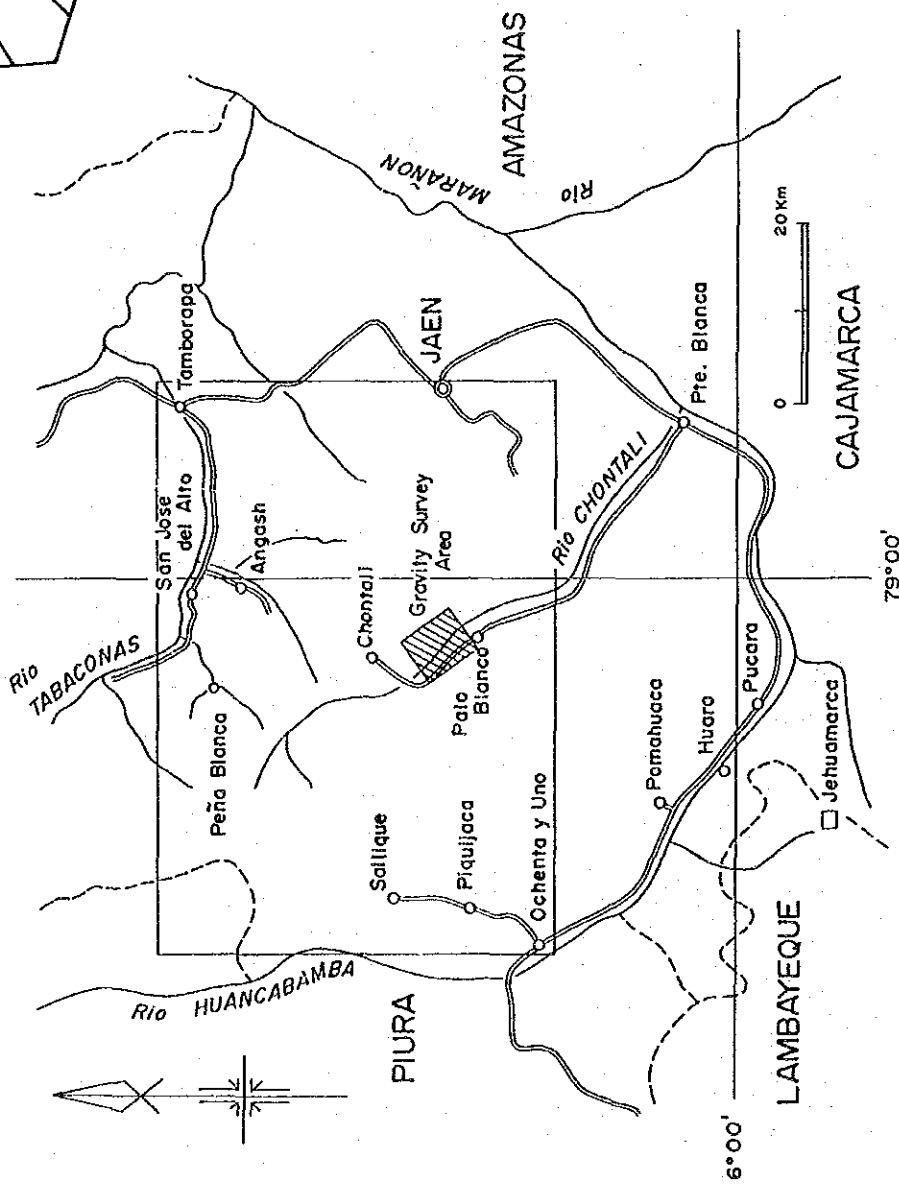 Rio
TABACONAS
San Jose
del Alto
Tamborapa
Peña Blanca
Angash
Chontali
Gravity Survey
Area
Palo
Blanco
JAEN
Rio
MARAÑON
AMAZONAS
Sallique
Piquijaca
Ochenta y Uno
Rio HUANCABAMBA
PIURA
Rio CHONTALI
Pte. Blanca
Pomahuaca
Huaro
Pucara
Jehuamarca
LAMBAYEQUE
CAJAMARCA
0
20 Km
6°00'
79°00'